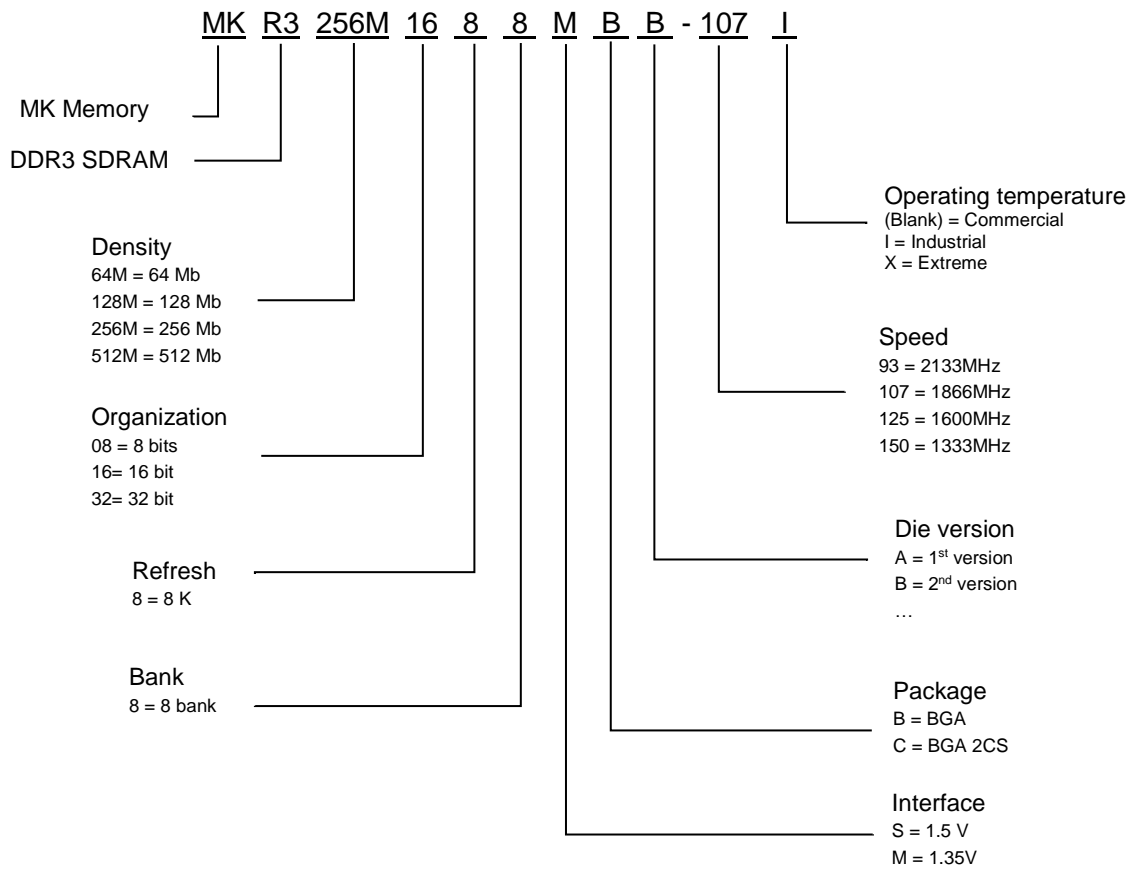 MK R3 256M 16 8 8 M B B - 107 I
MK Memory
DDR3 SDRAM
Density
64M = 64 Mb
128M = 128 Mb
256M = 256 Mb
512M = 512 Mb
Organization
08 = 8 bits
16= 16 bit
32= 32 bit
Refresh
8 = 8 K
Bank
8 = 8 bank
Operating temperature
(Blank) = Commercial
I = Industrial
X = Extreme
Speed
93 = 2133MHz
107 = 1866MHz
125 = 1600MHz
150 = 1333MHz
Die version
A = 1st version
B = 2nd version
…
Package
B = BGA
C = BGA 2CS
Interface
S = 1.5 V
M = 1.35V